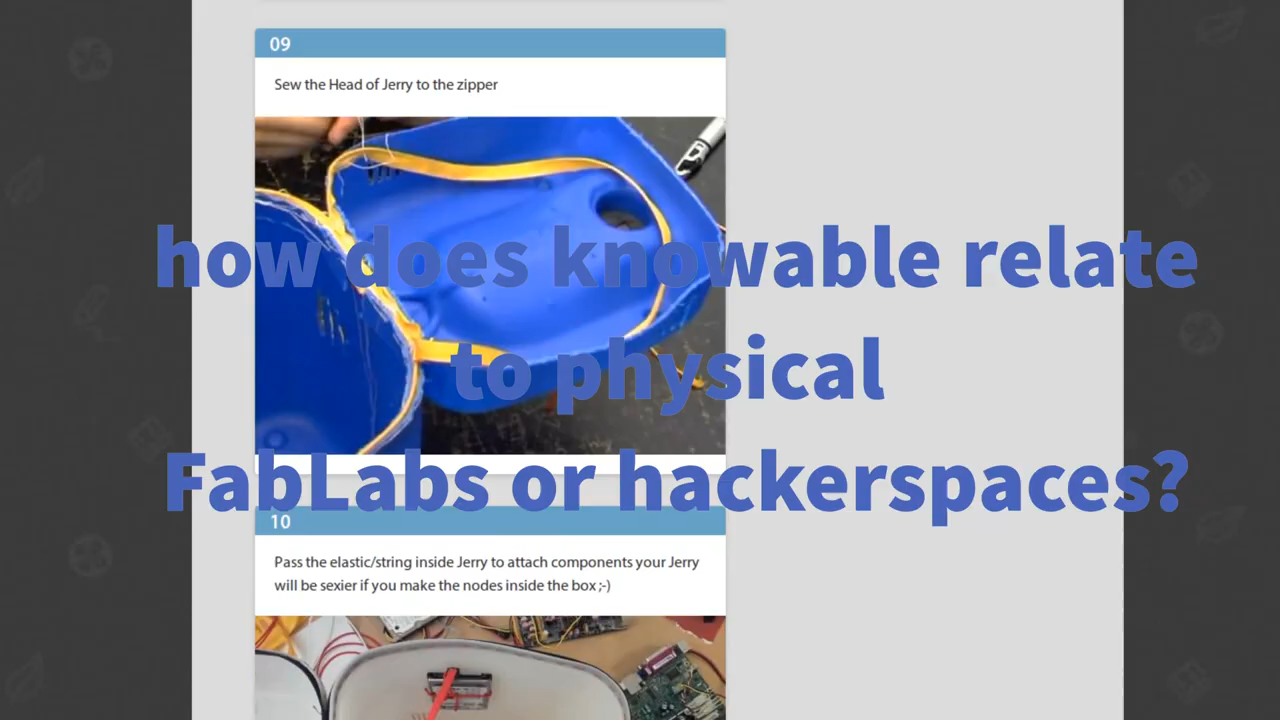 09
Sew the Head of Jerry to the zipper
how does knowable relate
to physical
FabLabs or hackerspaces?
10
Pass the elastic/string inside Jerry to attach components your Jerry
will be sexier if you make the nodes inside the box ;-)